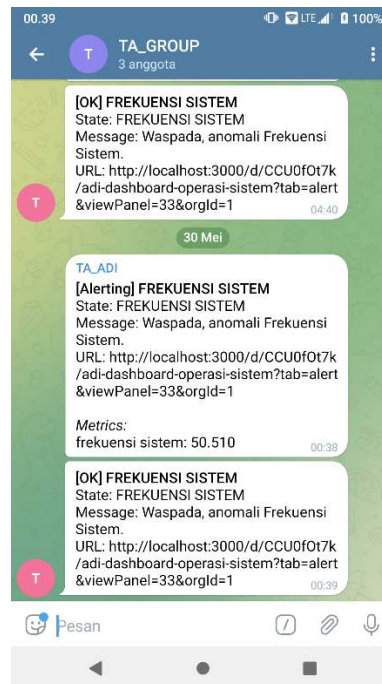 00.39
LTE
100%
T
TA_GROUP
3 anggota
[OK] FREKUENSI SISTEM
State: FREKUENSI SISTEM
Message: Waspada, anomali Frekuensi
Sistem.
URL: http://localhost:3000/d/CCU0fOt7k
/adi-dashboard-operasi-sistem?tab=alert
&viewPanel=33&orgId=1
04:40
T
30 Mei
TA_ADI
[Alerting] FREKUENSI SISTEM
State: FREKUENSI SISTEM
Message: Waspada, anomali Frekuensi
Sistem.
URL: http://localhost:3000/d/CCU0fOt7k
/adi-dashboard-operasi-sistem?tab=alert
&viewPanel=33&orgId=1
Metrics:
frekuensi sistem: 50.510
00:38
[OK] FREKUENSI SISTEM
State: FREKUENSI SISTEM
Message: Waspada, anomali Frekuensi
Sistem.
URL: http://localhost:3000/d/CCU0fOt7k
/adi-dashboard-operasi-sistem?tab=alert
&viewPanel=33&orgId=1
00:39
T
Pesan